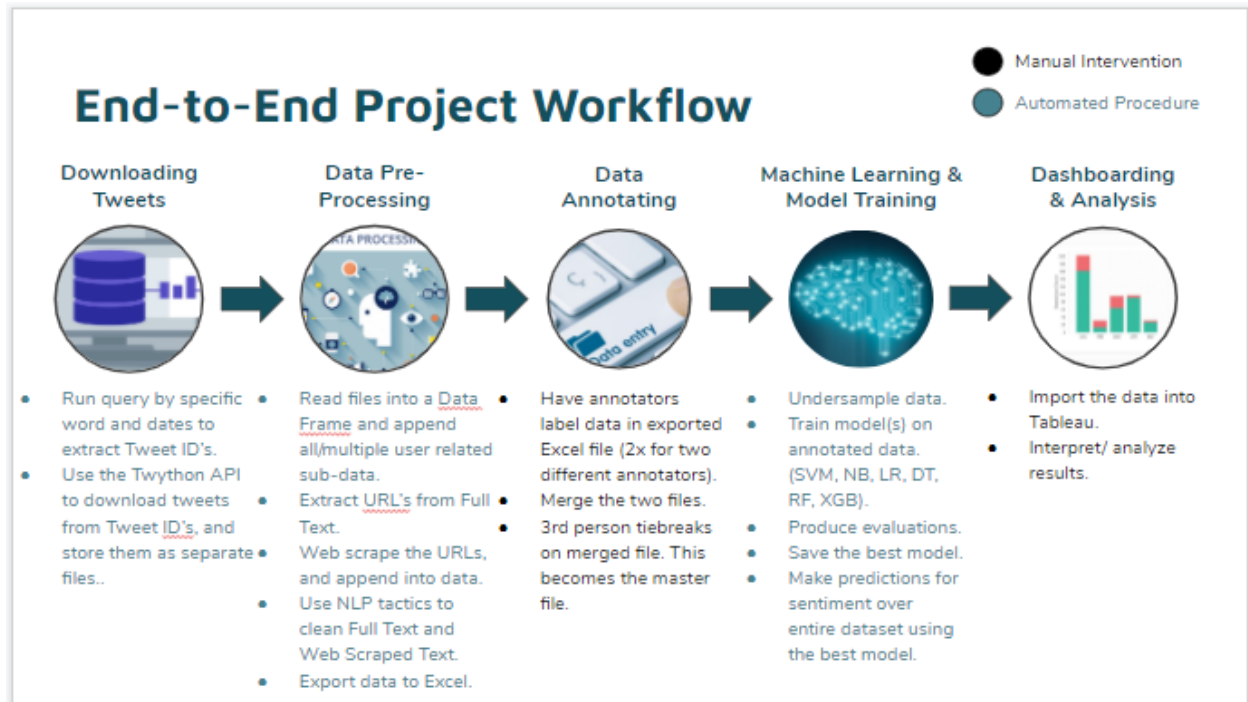 Manual Intervention
Automated Procedure
End-to-End Project Workflow
Downloading
Tweets
Data Pre-
Processing
Data
Annotating
Machine Learning &
Model Training
Dashboarding
& Analysis
DATA PROCESSING
Data entry
• Run query by specific
word and dates to
extract Tweet ID's.
• Use the Twython API
to download tweets
from Tweet ID's, and
store them as separate
files..
• Read files into a Data
Frame and append
all/multiple user related
sub-data.
• Extract URL's from Full
Text.
• Web scrape the URLs,
and append into data.
• Use NLP tactics to
clean Full Text and
Web Scraped Text.
• Export data to Excel.
• Have annotators
label data in exported
Excel file (2x for two
different annotators).
• Merge the two files.
• 3rd person tiebreaks
on merged file. This
becomes the master
file.
• Undersample data.
• Train model(s) on
annotated data.
(SVM, NB, LR, DT,
RF, XGB).
• Produce evaluations.
• Save the best model.
• Make predictions for
sentiment over
entire dataset using
the best model.
• Import the data into
Tableau.
• Interpret/ analyze
results.